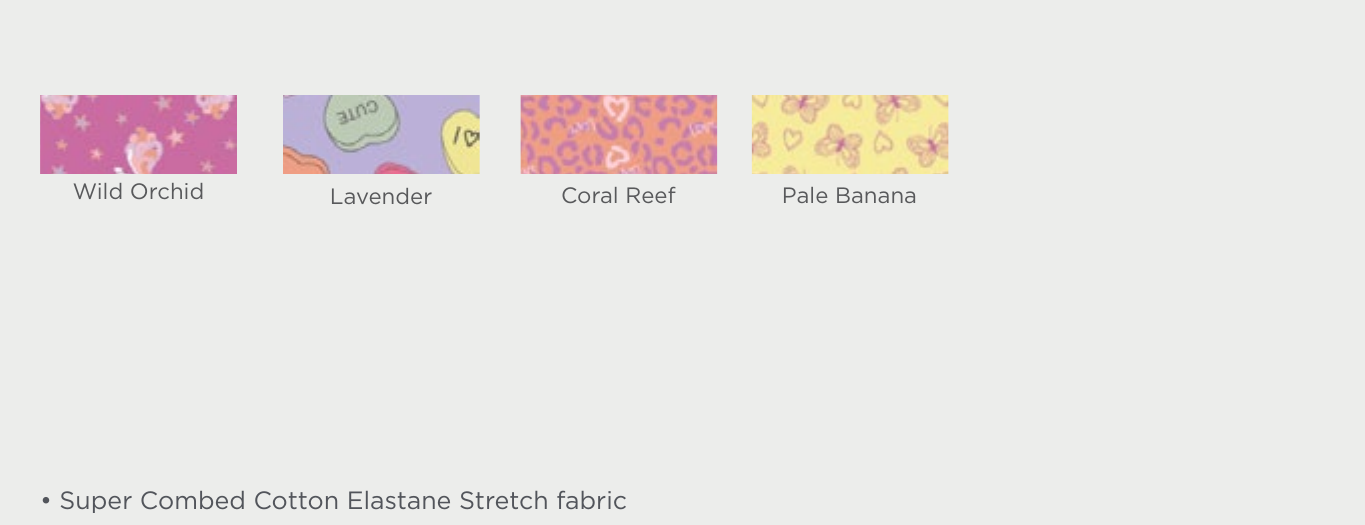 CUTE
I
Wild Orchid
Lavender
Coral Reef
Pale Banana
• Super Combed Cotton Elastane Stretch fabric